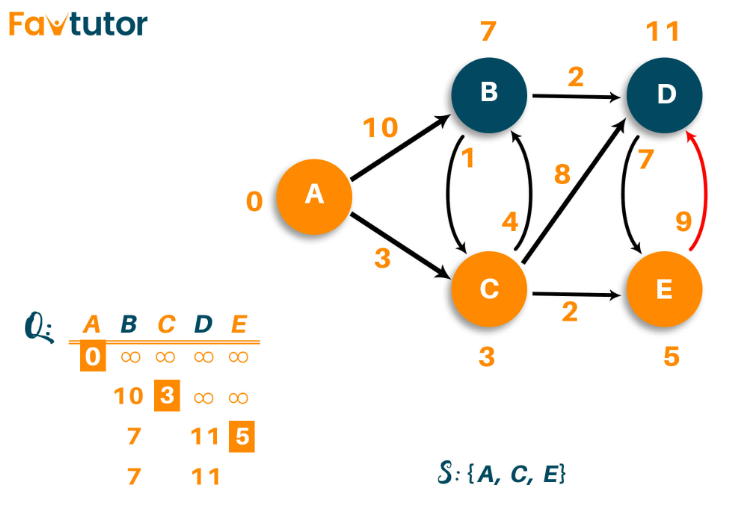 Favtutor
7 11
B 2 D
10
1 7
8
A
0
4 9
3
C E
2
3 5
Q: A B C D E
0 ∞ ∞ ∞ ∞
10 3 ∞ ∞
7 11 5
7 11
S: {A, C, E}